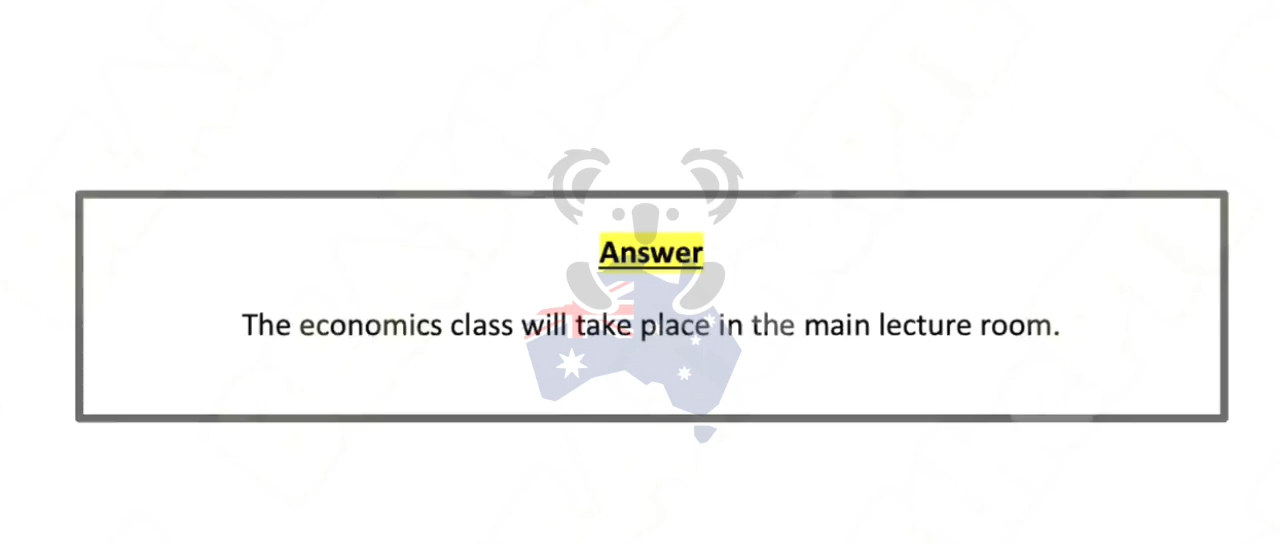 Answer
The economics class will take place in the main lecture room.